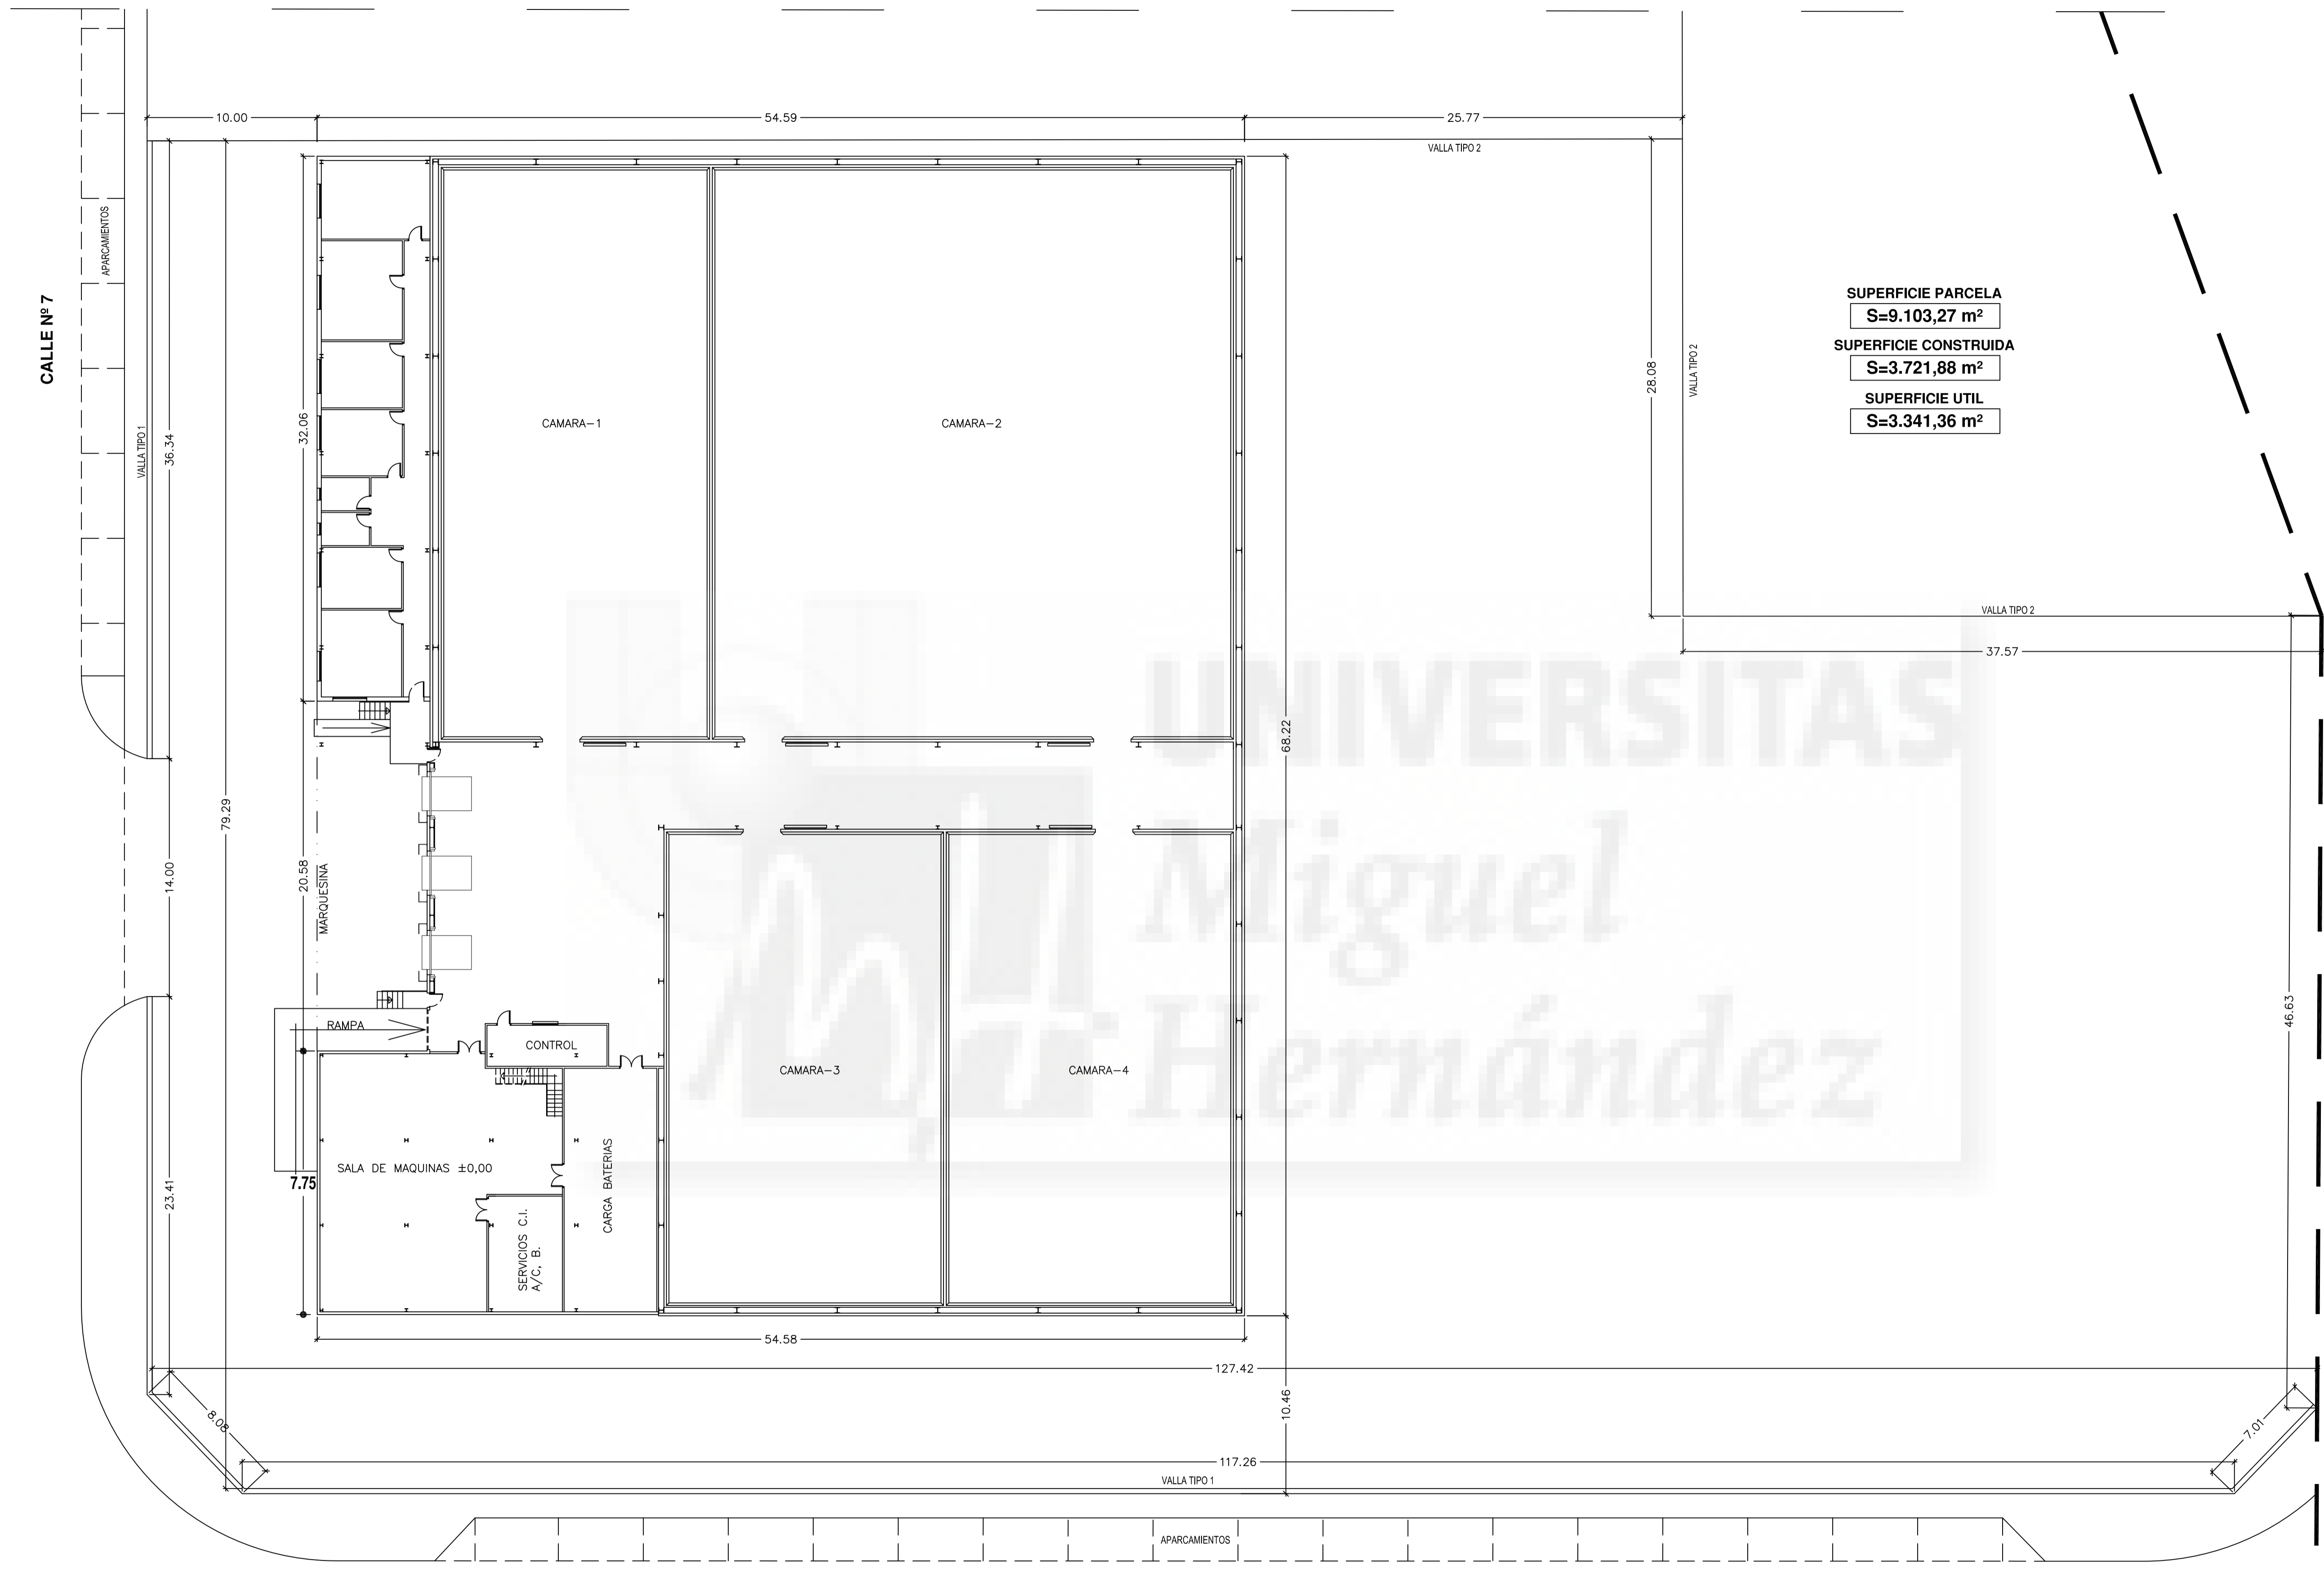 10.00
54.59
25.77
VALLA TIPO 2
APARCAMIENTOS
CALLE Nº 7
SUPERFICIE PARCELA
S=9.103,27 m²
SUPERFICIE CONSTRUIDA
S=3.721,88 m²
SUPERFICIE UTIL
S=3.341,36 m²
VALLA TIPO 2
28.08
VALLA TIPO 1
36.34
32.06
CAMARA-1
CAMARA-2
VALLA TIPO 2
37.57
68.22
79.29
14.00
20.58
MARQUESINA
UNIVERSITAS
Miguel
Hernández
46.63
RAMPA
CONTROL
CAMARA-3
CAMARA-4
SALA DE MAQUINAS ±0,00
7.75
CARGA BATERIAS
23.41
SERVICIOS C.I.
A/C, B.
54.58
127.42
10.46
8.08
7.01
117.26
VALLA TIPO 1
APARCAMIENTOS